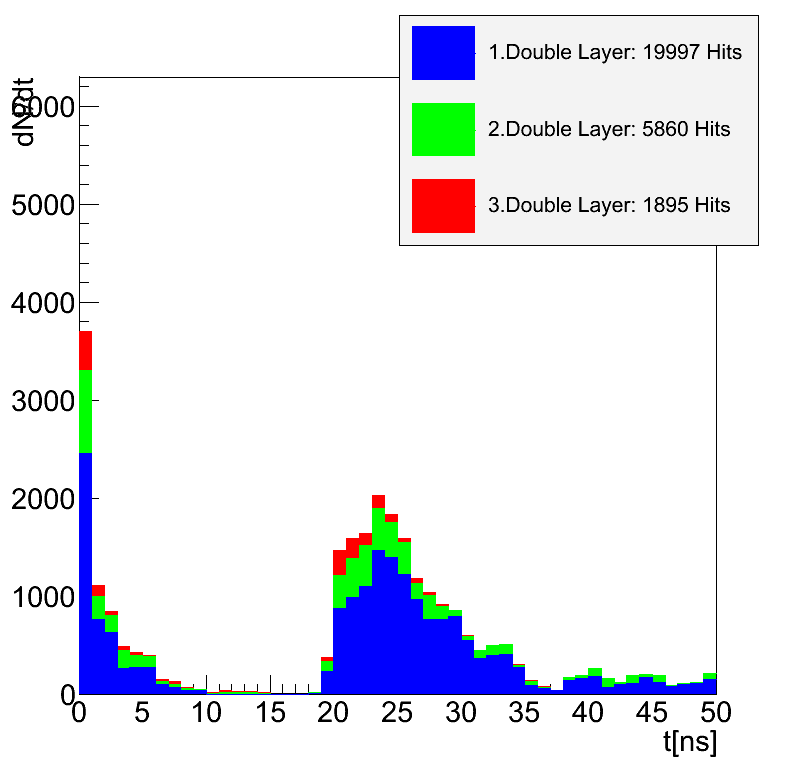 1.Double Layer: 19997 Hits
2.Double Layer: 5860 Hits
3.Double Layer: 1895 Hits
dN/dt
6000
5000
4000
3000
2000
1000
0
0 5 10 15 20 25 30 35 40 45 50
t[ns]